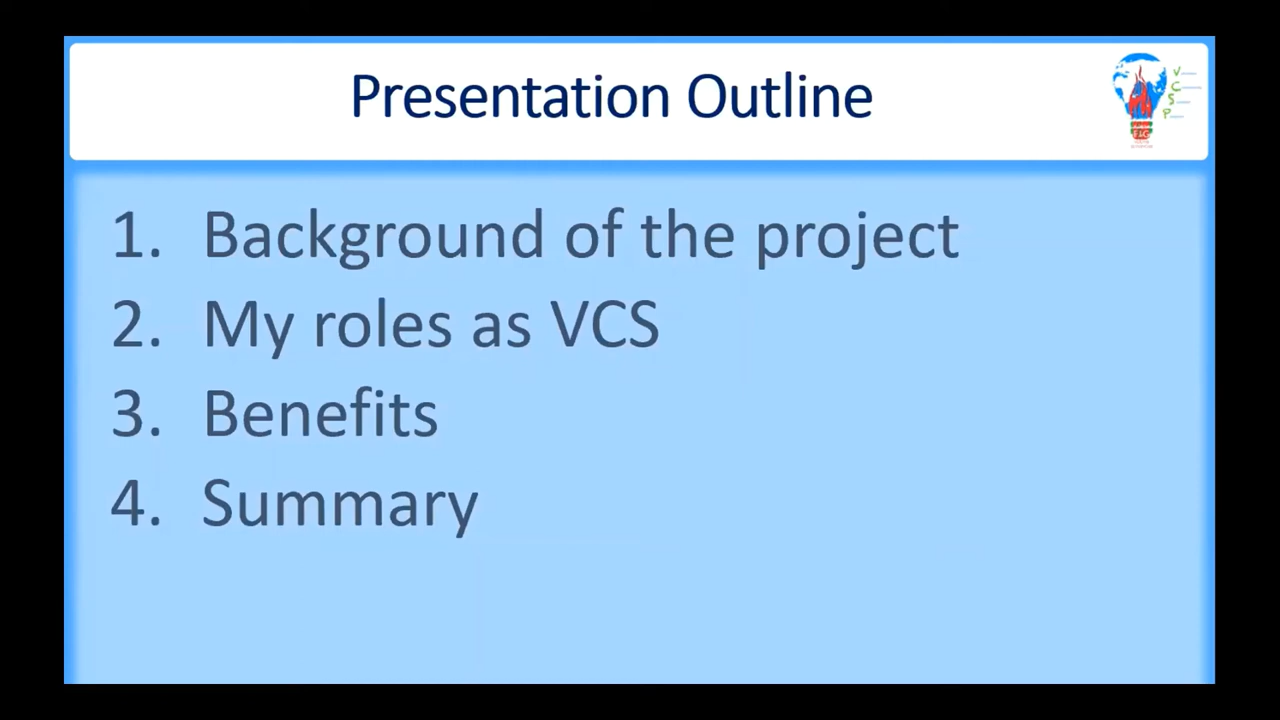 Presentation Outline
V
C
S
P
1. Background of the project
2. My roles as VCS
3. Benefits
4. Summary